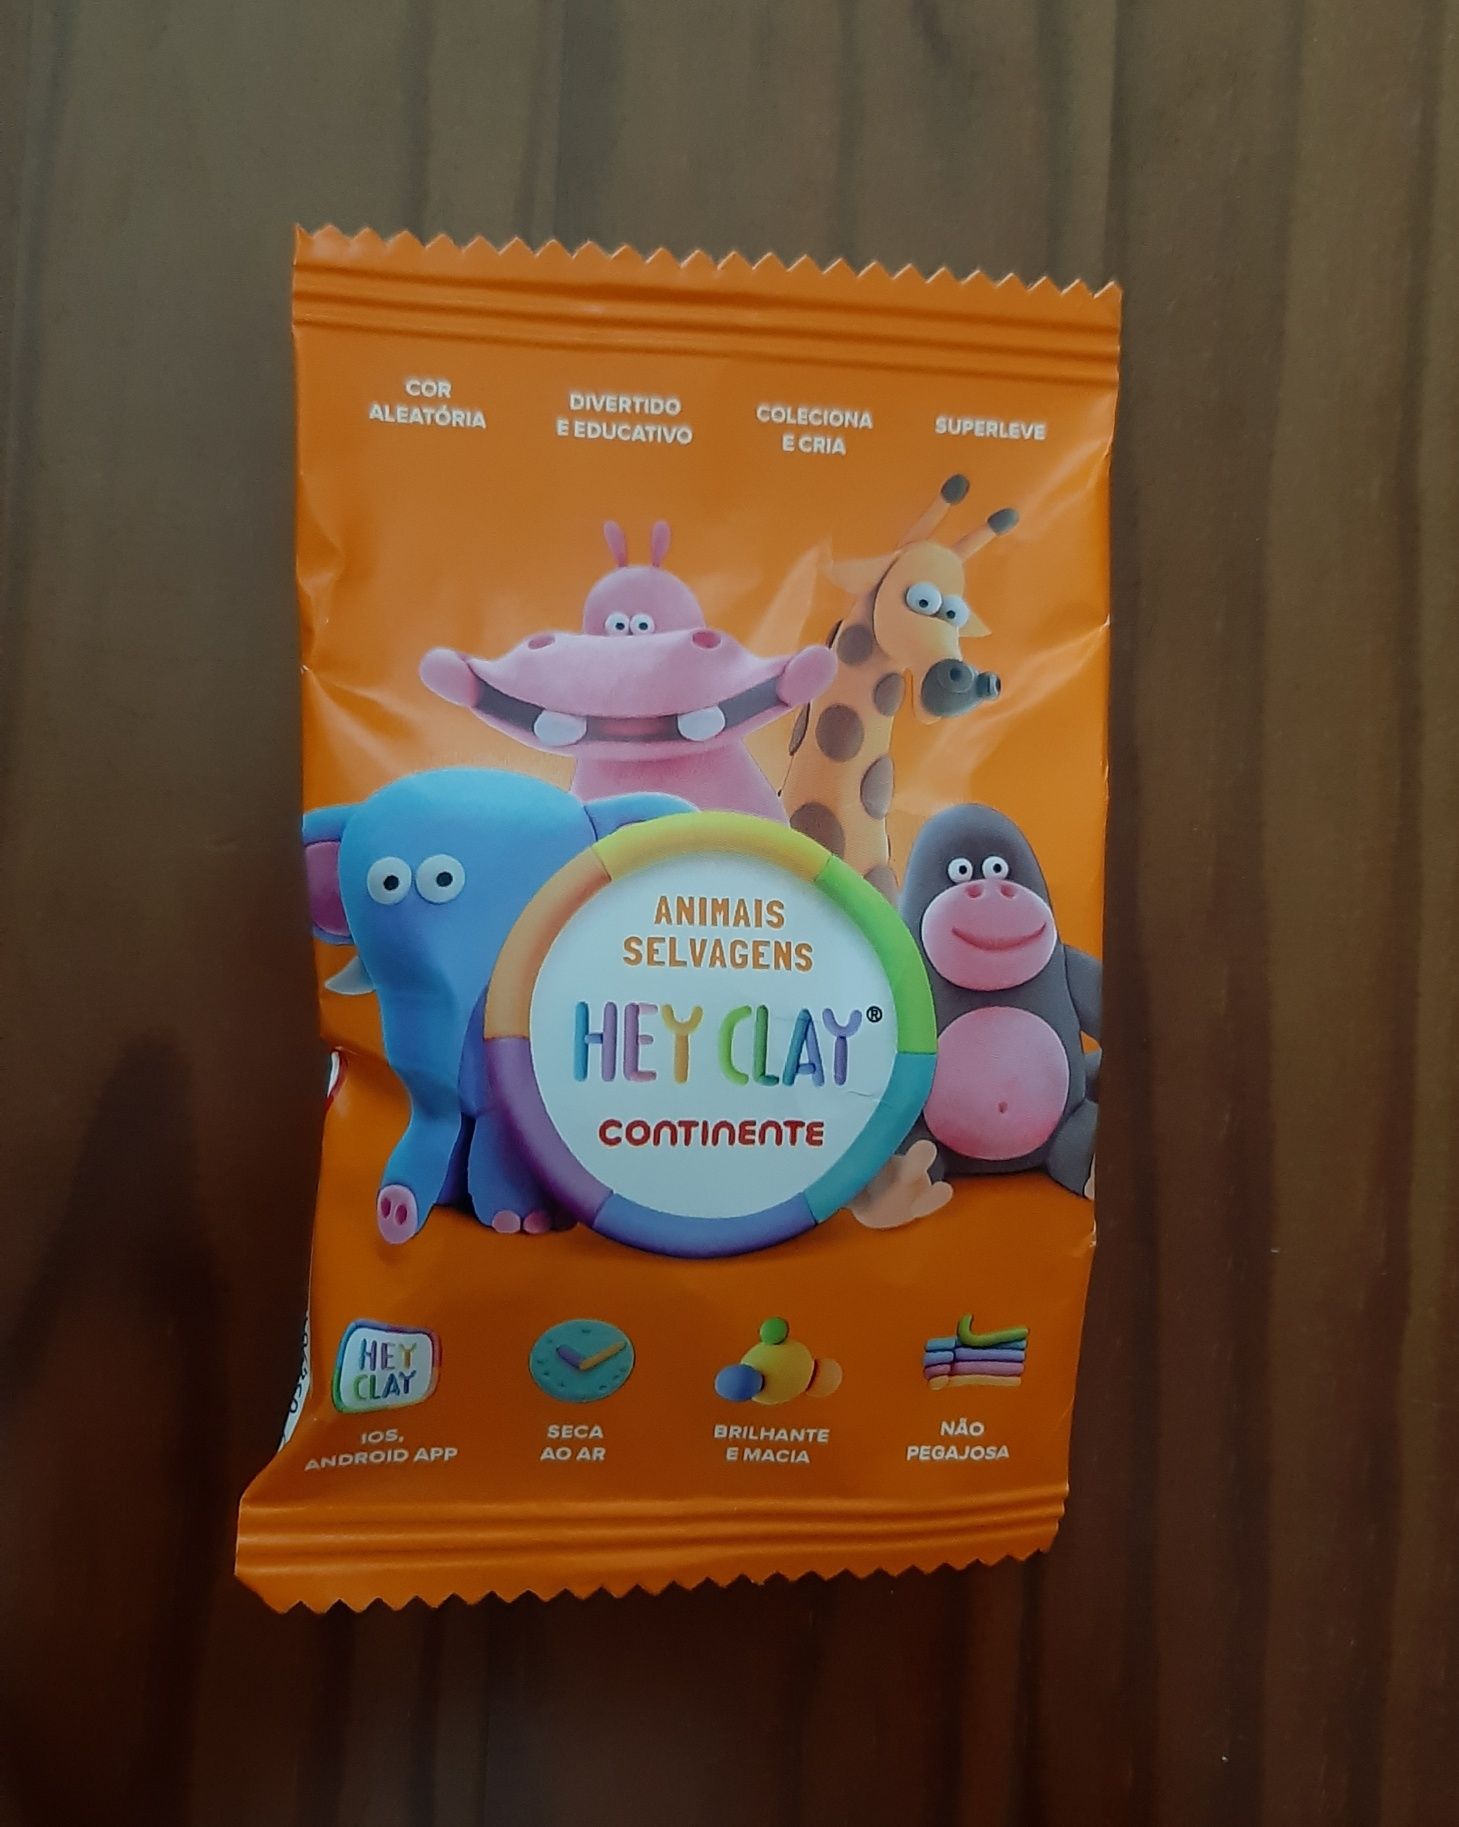 COR
ALEATÓRIA
DIVERTIDO
E EDUCATIVO
COLECIONA
E CRIA
SUPERLEVE
ANIMAIS
SELVAGENS
HEY CLAY®
CONTINENTE
HEY
CLAY
IOS,
ANDROID APP
SECA
AO AR
BRILHANTE
E MACIA
NÃO
PEGAJOSA